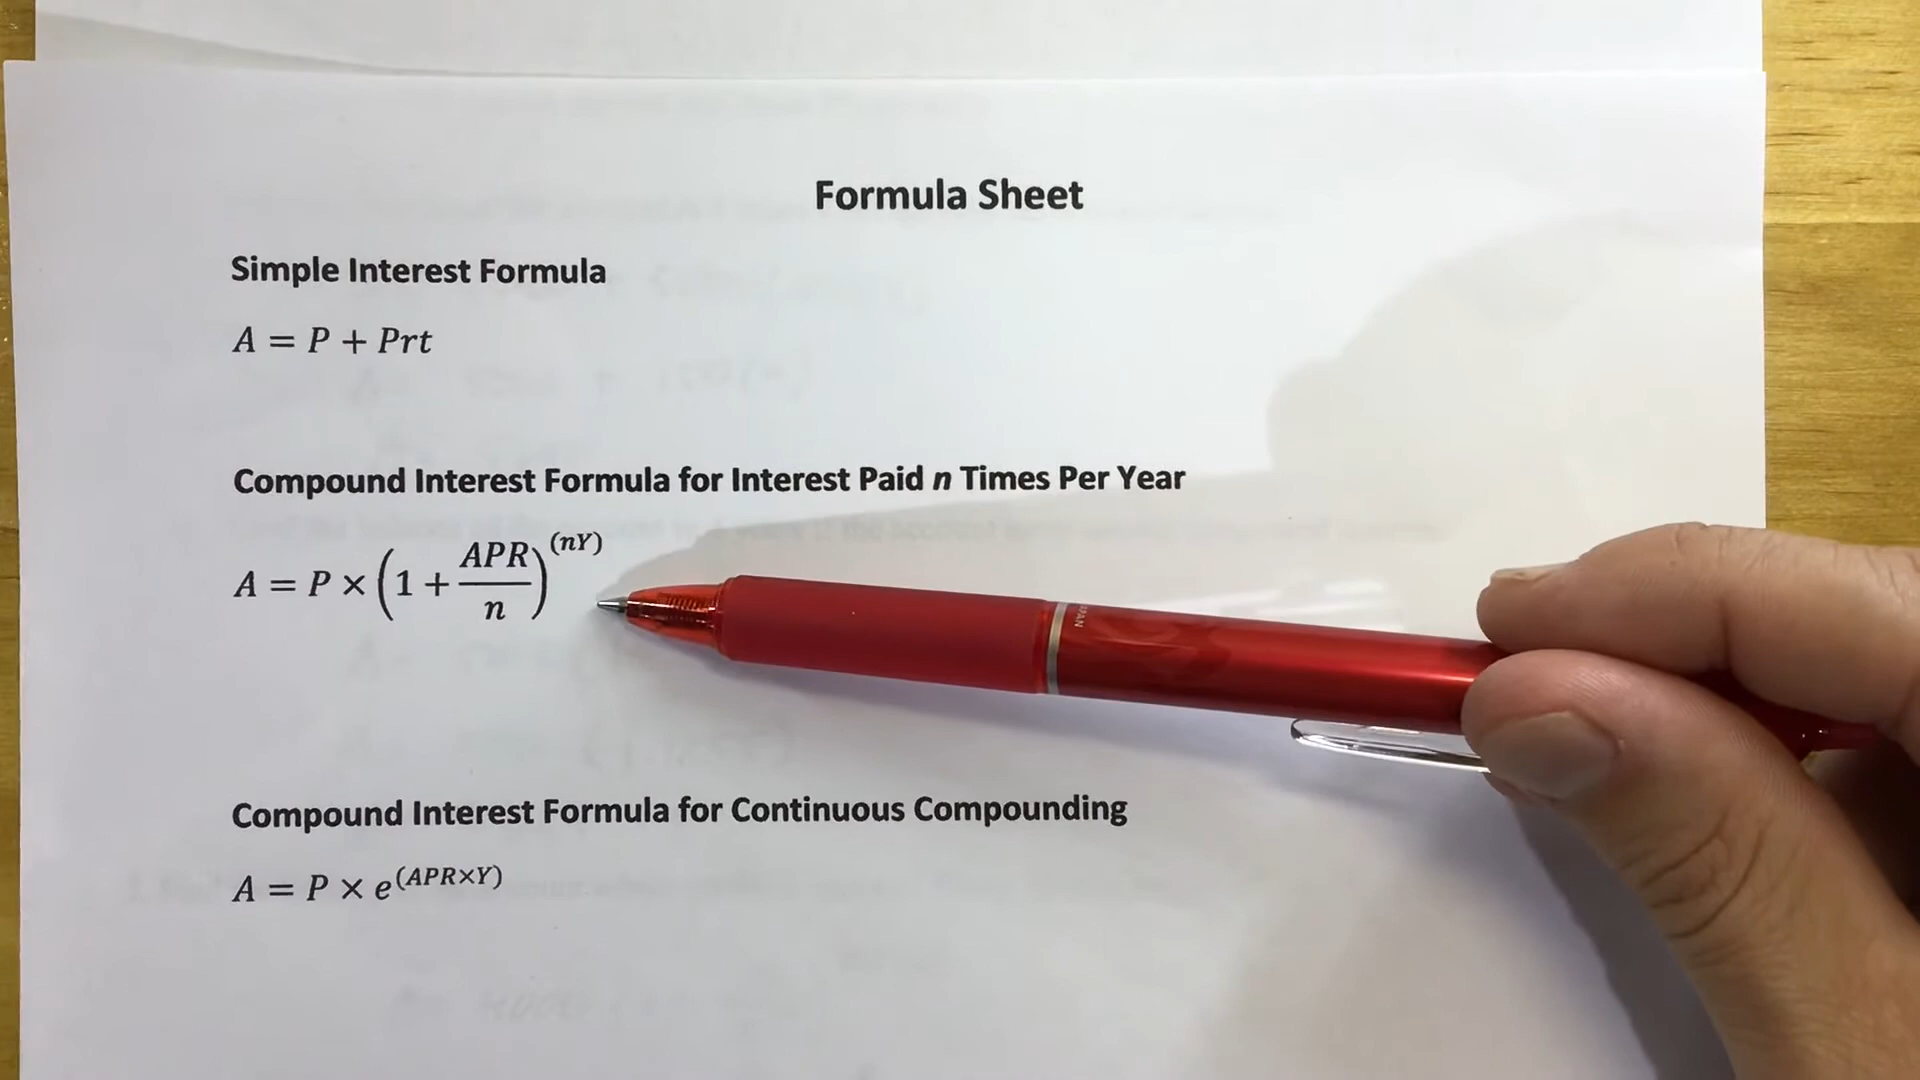 Formula Sheet
Simple Interest Formula
A = P + Prt
Compound Interest Formula for Interest Paid n Times Per Year
A = P × (1 + APR/n)^(nY)
JAPAN
Compound Interest Formula for Continuous Compounding
A = P × e^(APR×Y)